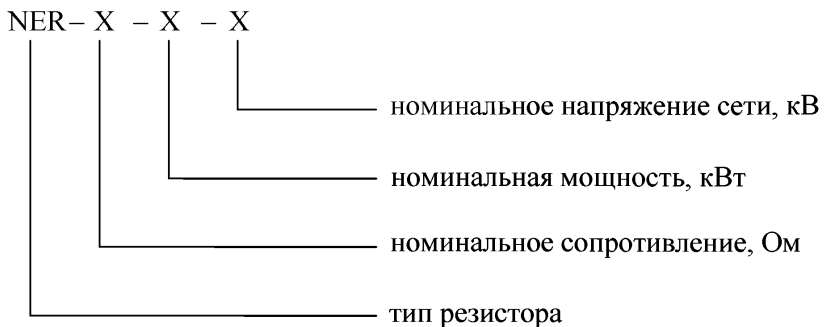 NER – X – X – X
номинальное напряжение сети, кВ
номинальная мощность, кВт
номинальное сопротивление, Ом
тип резистора